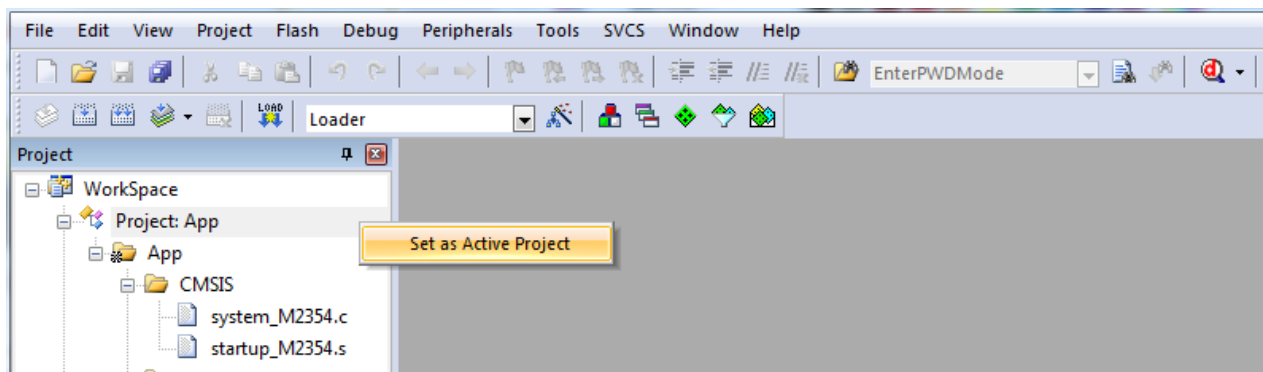 File Edit View Project Flash Debug Peripherals Tools SVCS Window Help
EnterPWDMode
LOAD Loader
Project
WorkSpace
Project: App
Set as Active Project
App
CMSIS
system_M2354.c
startup_M2354.s